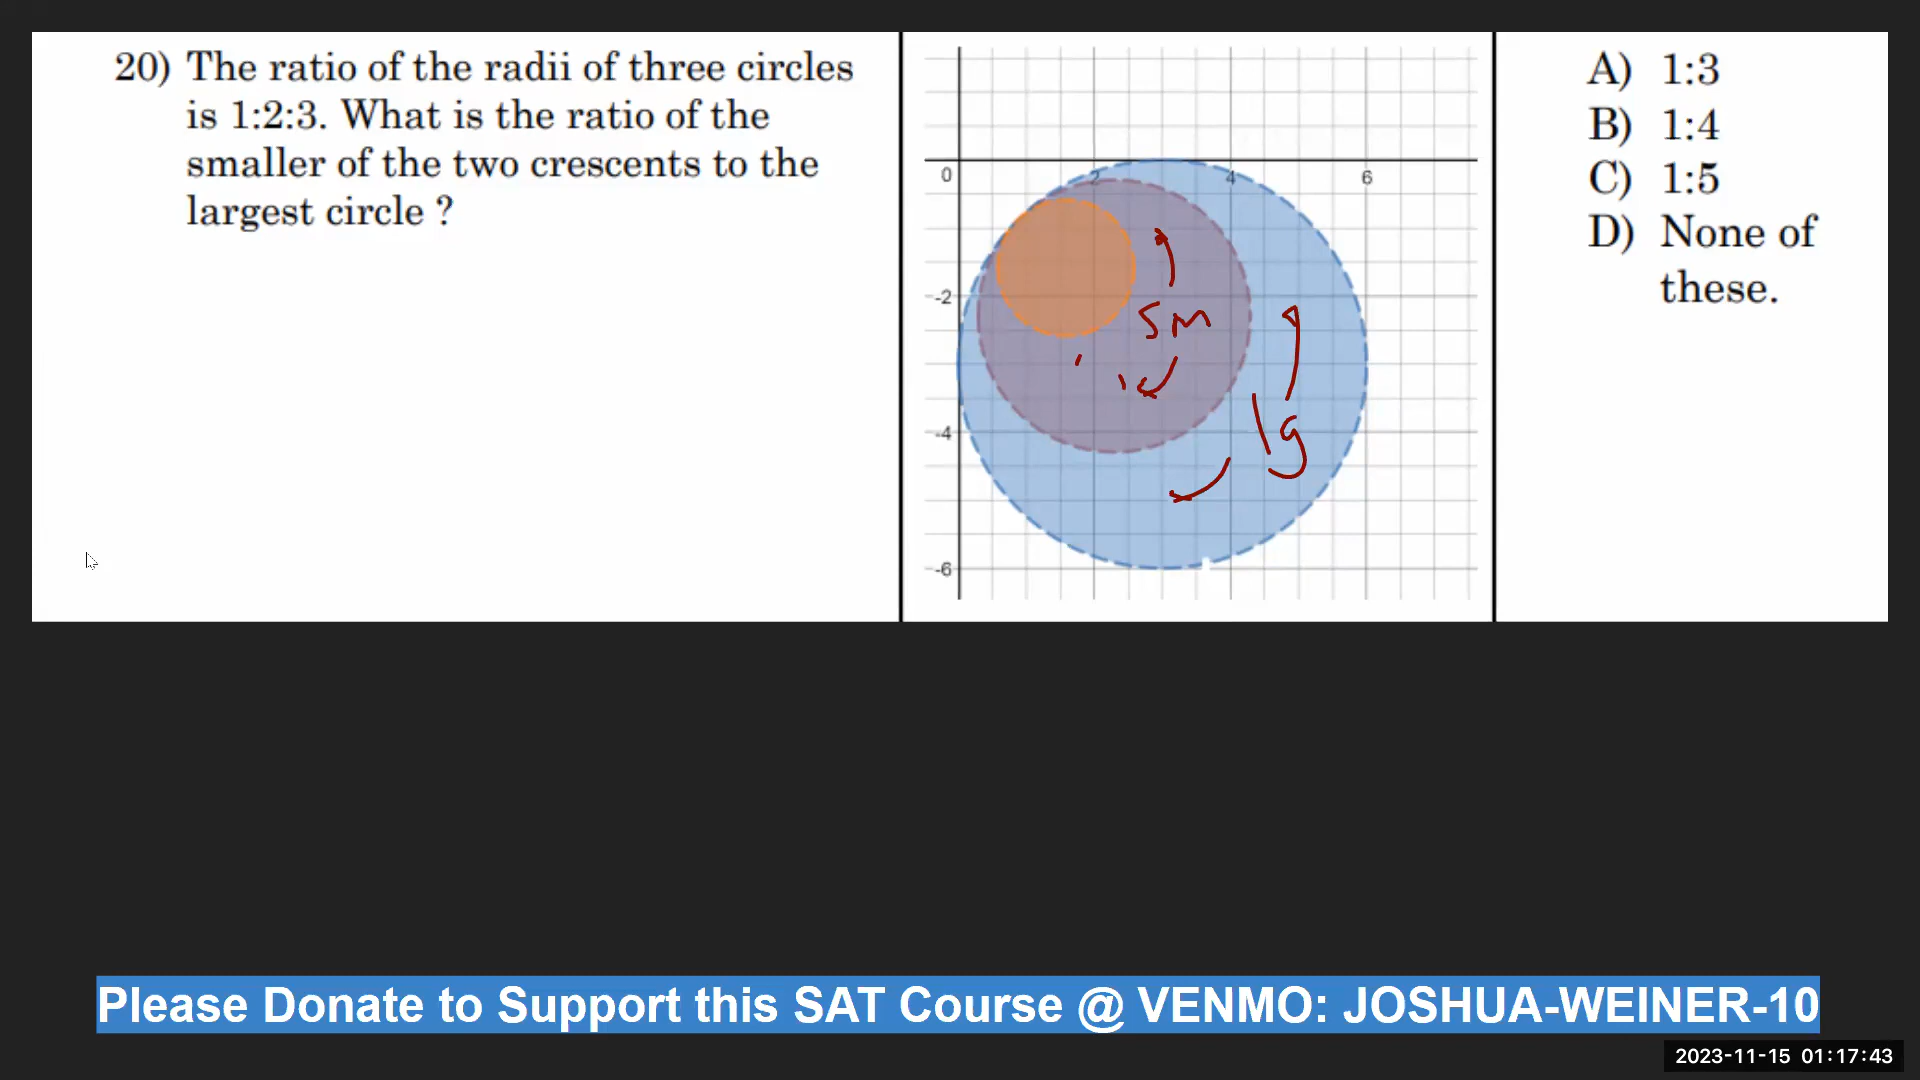 20) The ratio of the radii of three circles
is 1:2:3. What is the ratio of the
smaller of the two crescents to the
largest circle ?
0
2
4
6
-2
-4
-6
sm
lg
A) 1:3
B) 1:4
C) 1:5
D) None of
these.
Please Donate to Support this SAT Course @ VENMO: JOSHUA-WEINER-10
2023-11-15 01:17:43